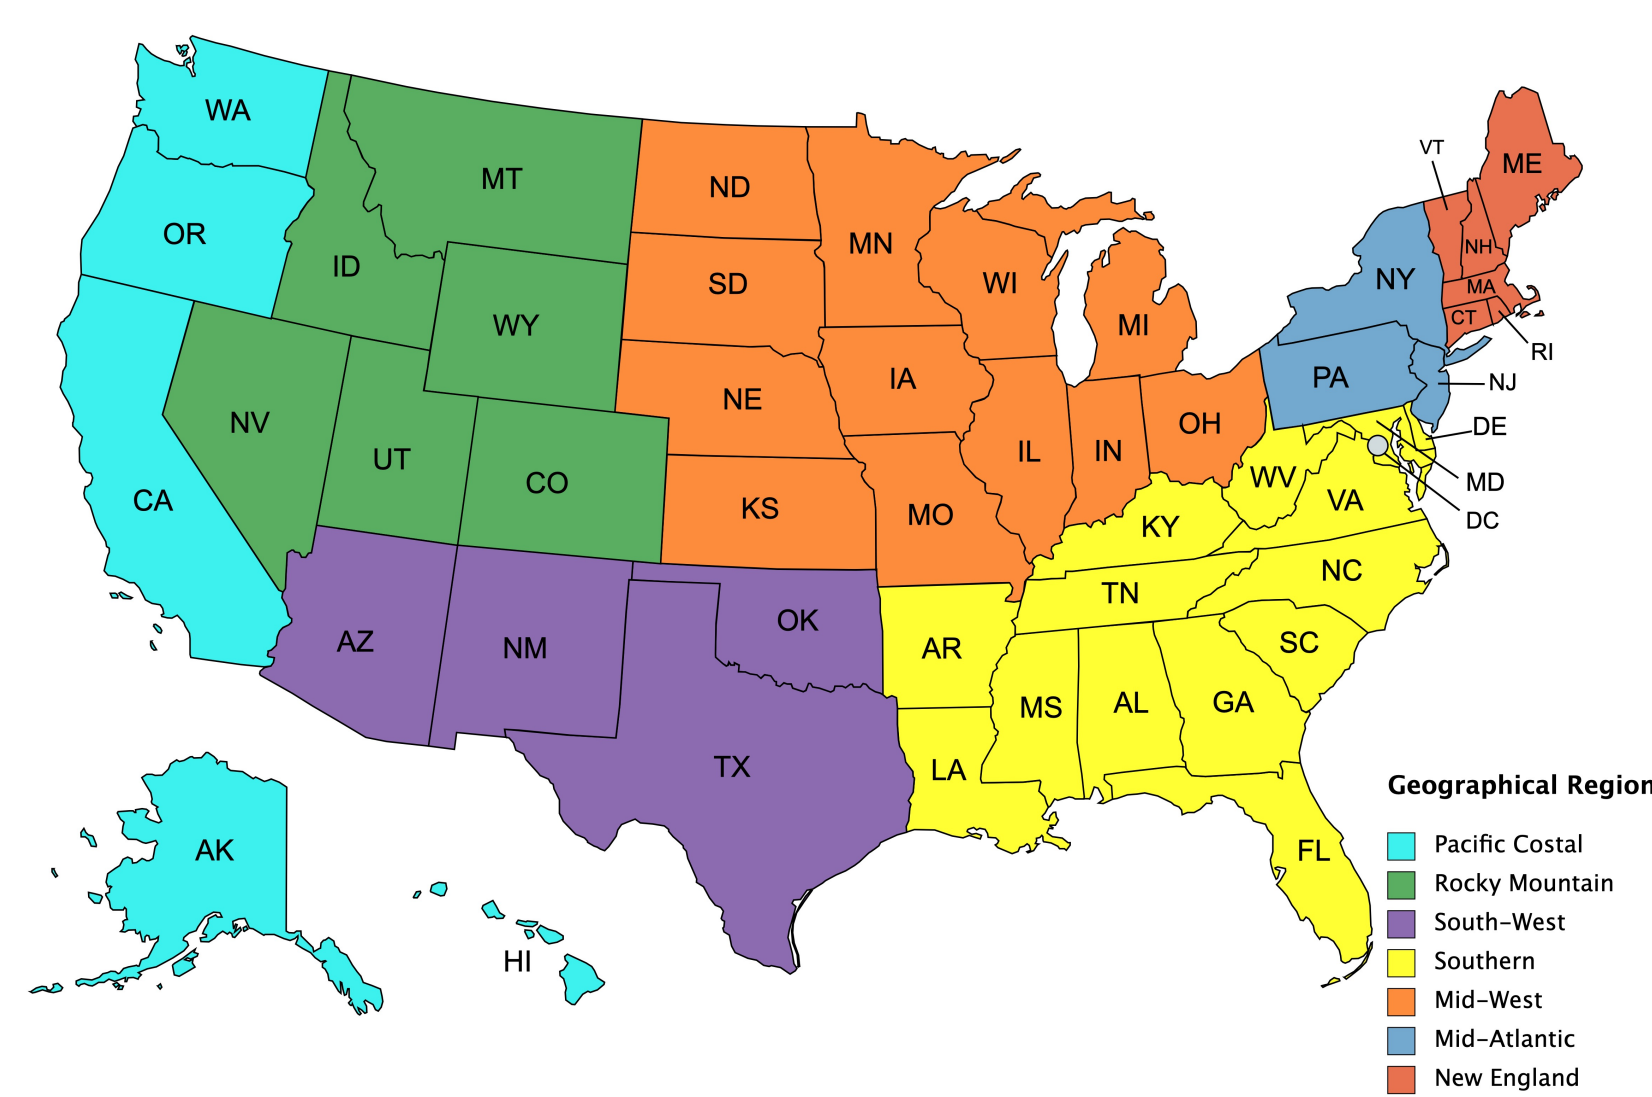 WA
OR
CA
ID
NV
MT
WY
UT
CO
AZ
NM
ND
SD
NE
KS
OK
TX
MN
IA
MO
WI
IL
MI
IN
OH
AR
LA
MS
AL
TN
KY
GA
FL
SC
NC
VA
WV
PA
NY
VT
NH
ME
MA
CT
RI
NJ
DE
MD
DC
AK
HI
Geographical Region
Pacific Costal
Rocky Mountain
South-West
Southern
Mid-West
Mid-Atlantic
New England